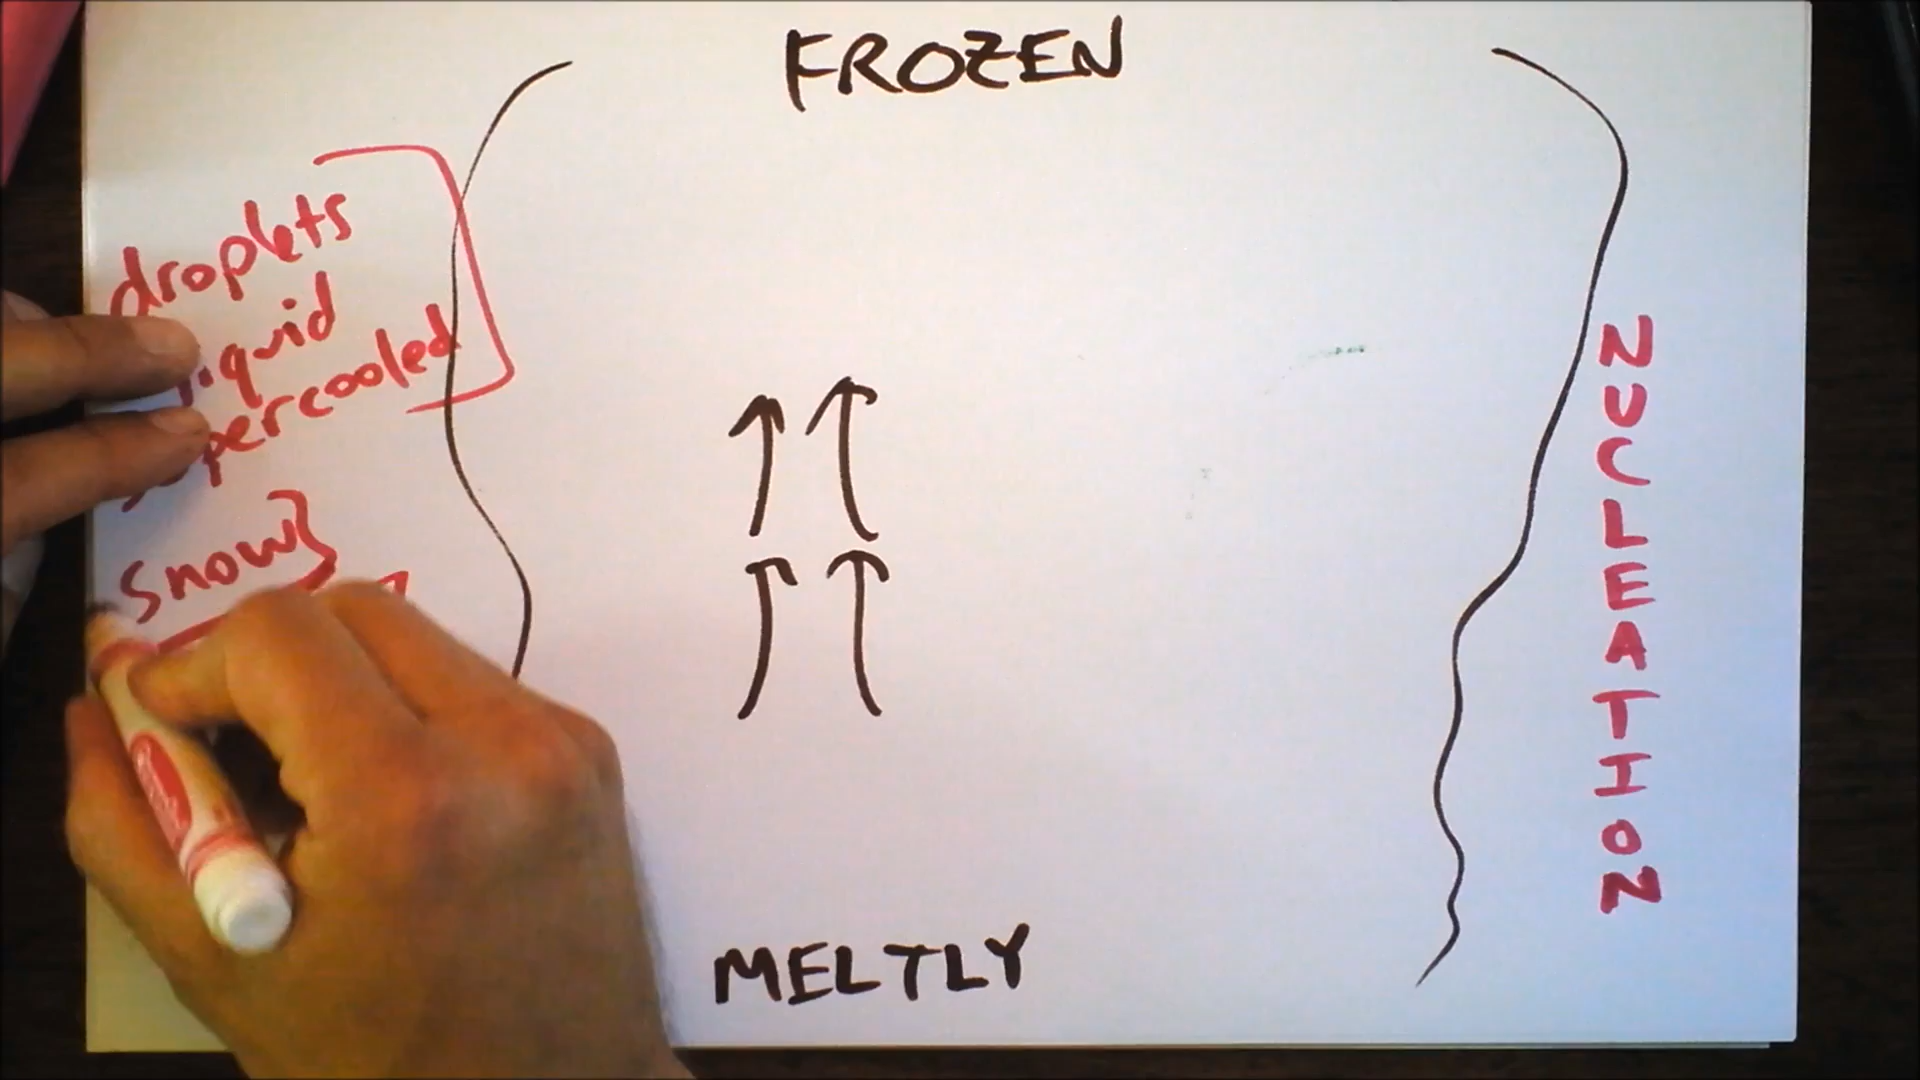 FROZEN
droplets
liquid
supercooled
snow
NUCLEATION
MELTLY